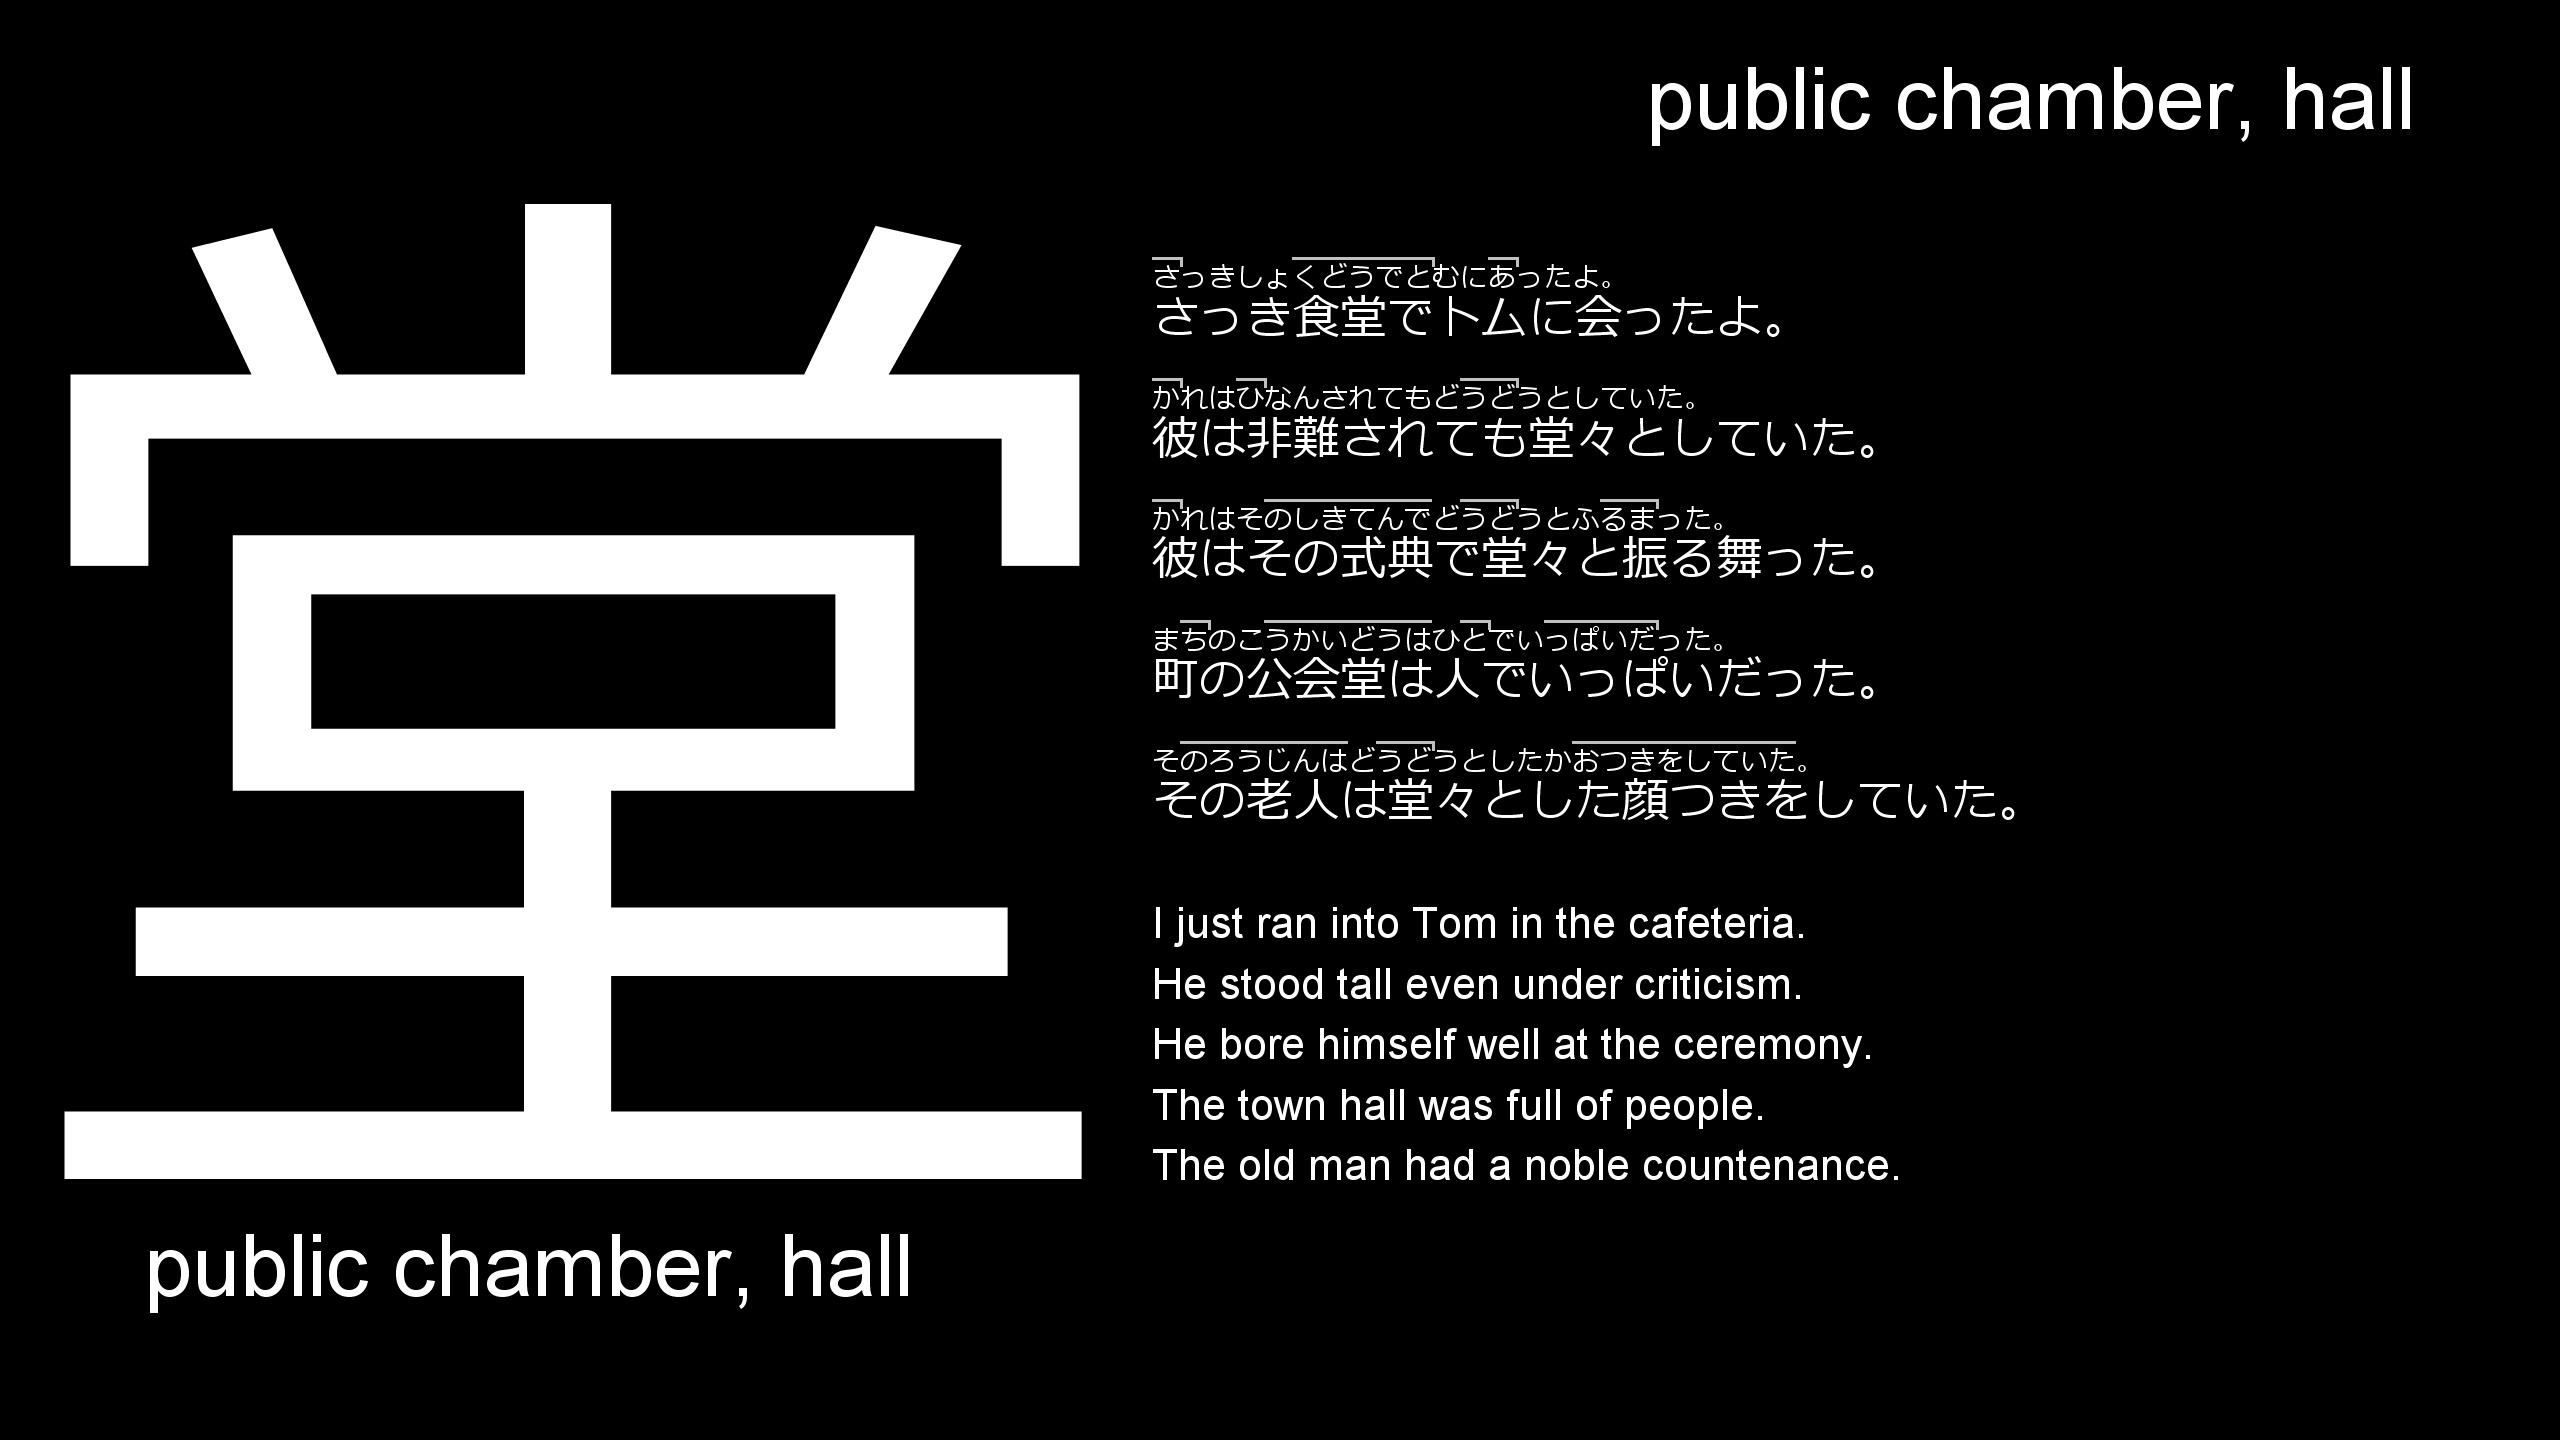 public chamber, hall
堂
public chamber, hall
さっきしょくどうでとむにあったよ。
さっき食堂でトムに会ったよ。
かれはひなんされてもどうどうとしていた。
彼は非難されても堂々としていた。
かれはそのしきてんでどうどうとふるまった。
彼はその式典で堂々と振る舞った。
まちのこうかいどうはひとでいっぱいだった。
町の公会堂は人でいっぱいだった。
そのろうじんはどうどうとしたかおつきをしていた。
その老人は堂々とした顔つきをしていた。
I just ran into Tom in the cafeteria.
He stood tall even under criticism.
He bore himself well at the ceremony.
The town hall was full of people.
The old man had a noble countenance.